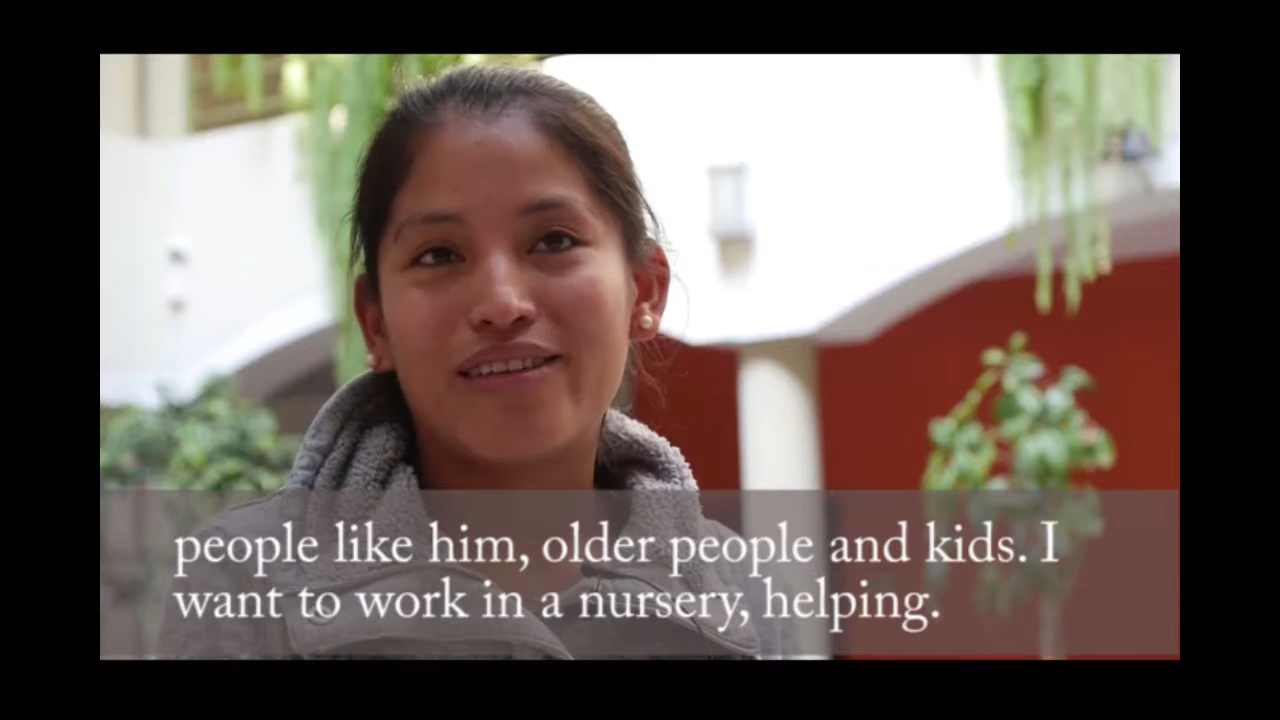 people like him, older people and kids. I
want to work in a nursery, helping.